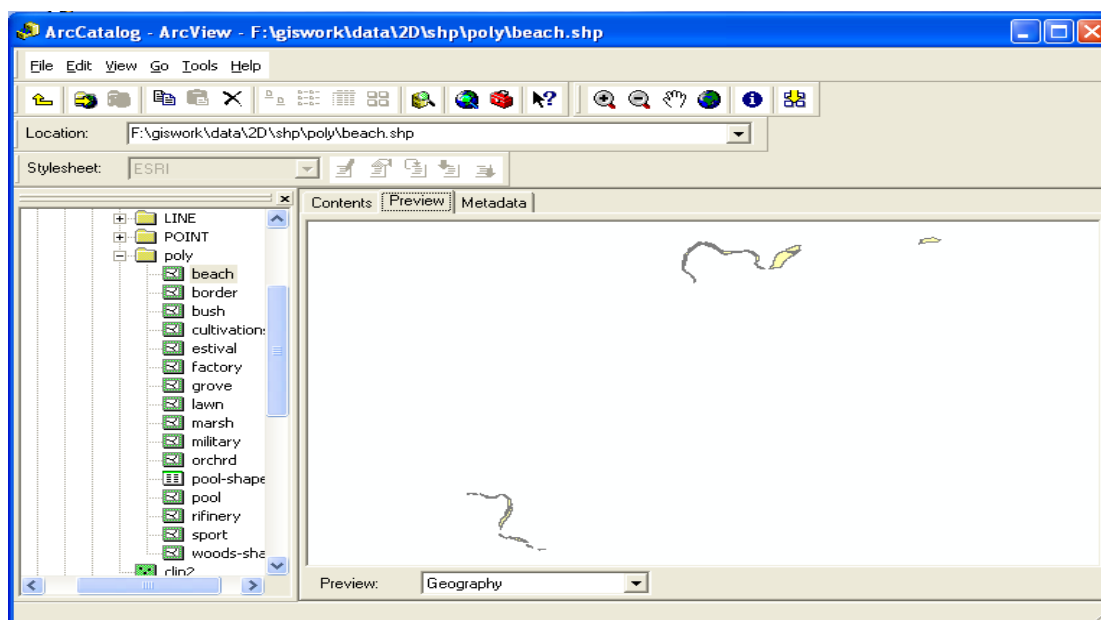 ArcCatalog - ArcView - F:\giswork\data\2D\shp\poly\beach.shp
File Edit View Go Tools Help
Location: F:\giswork\data\2D\shp\poly\beach.shp
Stylesheet: ESRI
Contents Preview Metadata
LINE
POINT
poly
beach
border
bush
cultivation
estival
factory
grove
lawn
marsh
military
orchrd
pool-shape
pool
rifinery
sport
woods-sha
clip2
Preview: Geography